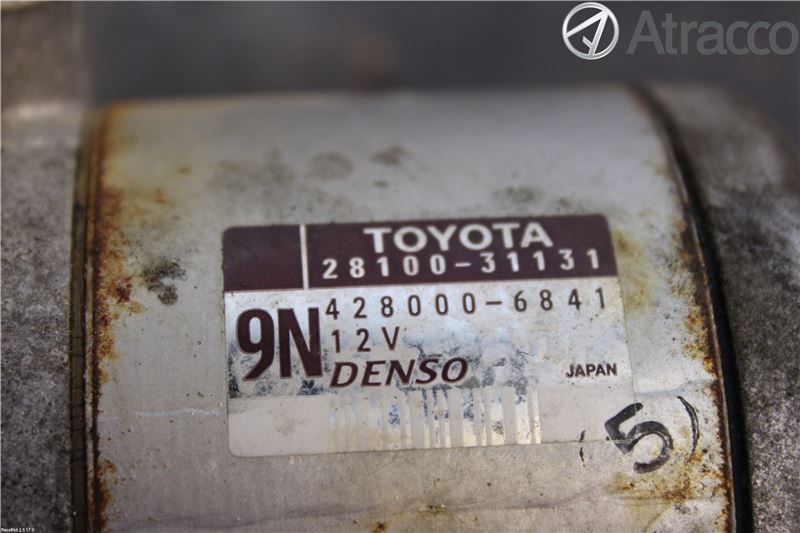 Atracco
TOYOTA
28100-31131
9N
428000-6841
12V
DENSO
JAPAN
(5)